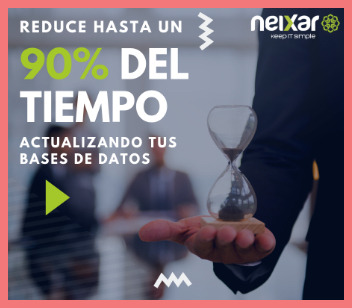 REDUCE HASTA UN
neixar
keep IT simple
90% DEL
TIEMPO
ACTUALIZANDO TUS
BASES DE DATOS